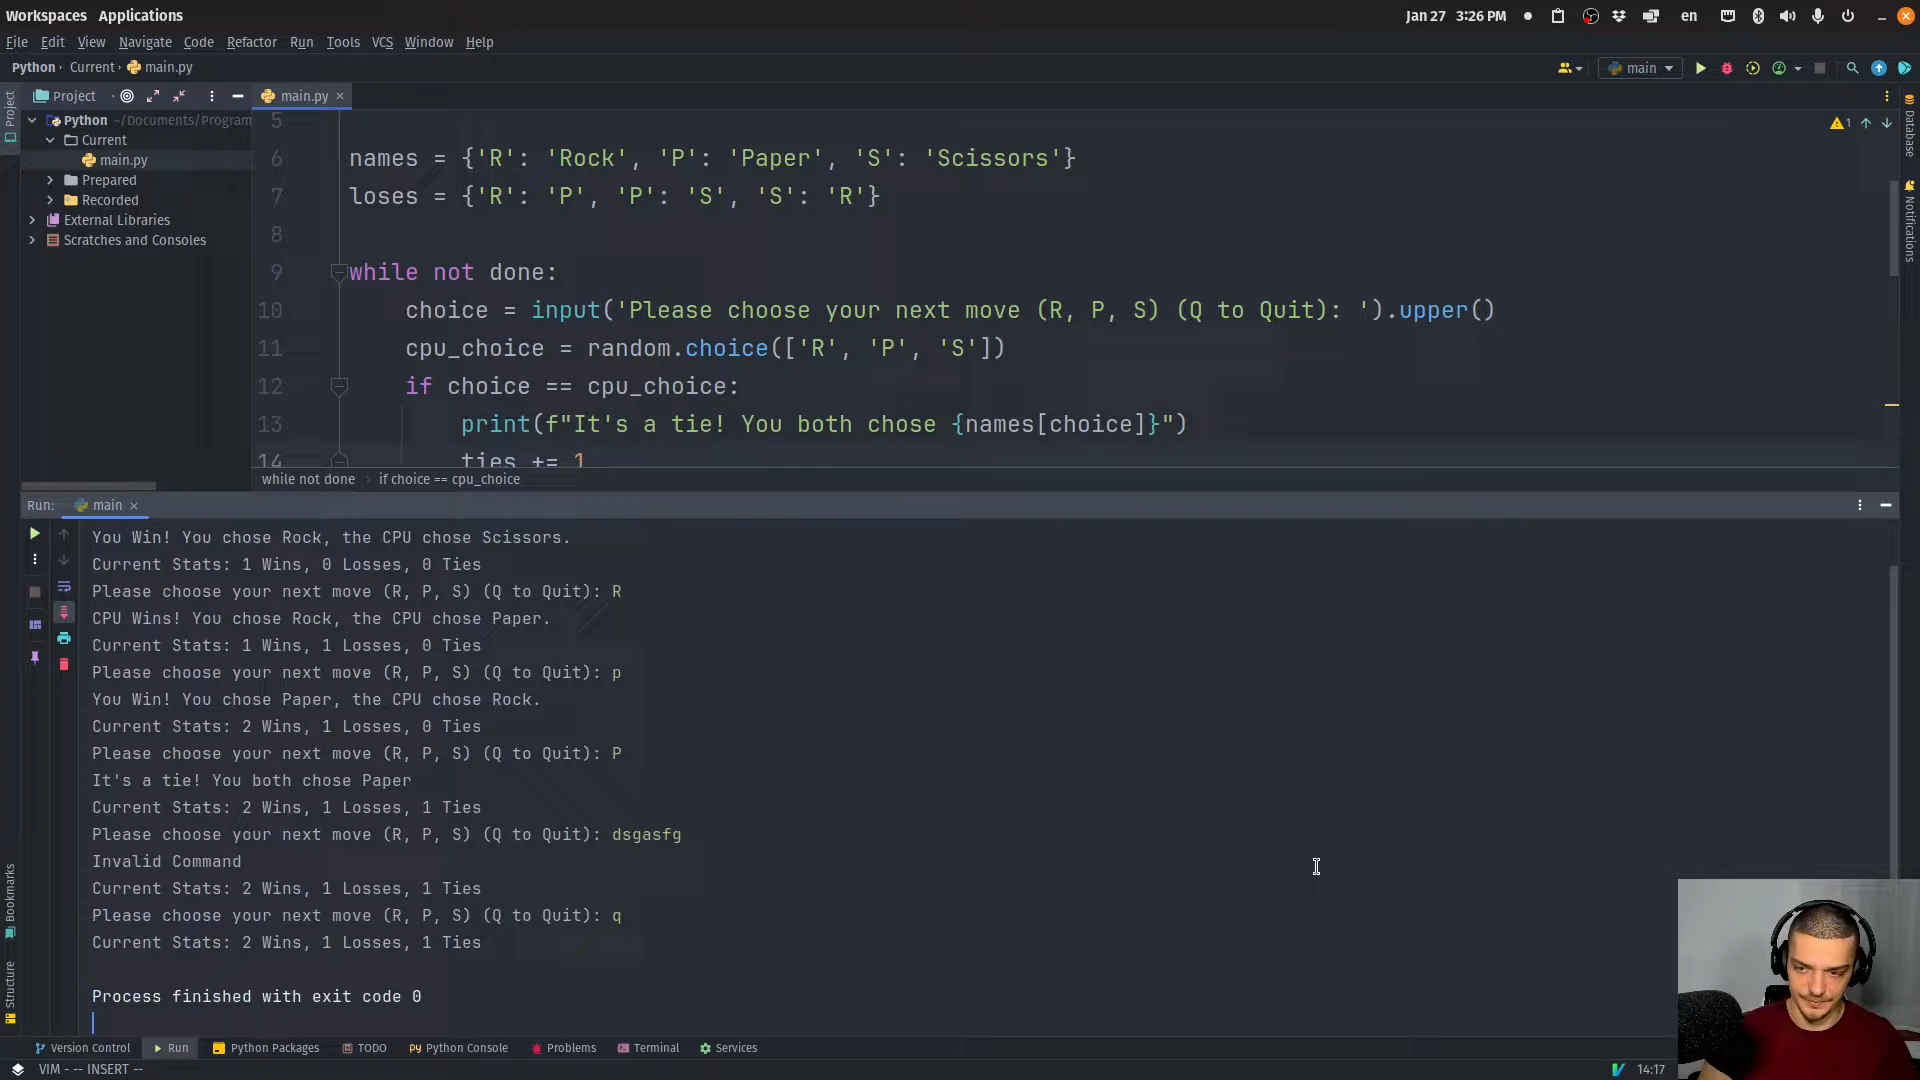 Workspaces Applications
Jan 27 3:26 PM
en
File Edit View Navigate Code Refactor Run Tools VCS Window Help
Python Current main.py
main
Project
main.py
Python ~/Documents/Program
Current
main.py
Prepared
Recorded
External Libraries
Scratches and Consoles
Project
Bookmarks
Structure
Database
Notifications
1
5
6 names = {'R': 'Rock', 'P': 'Paper', 'S': 'Scissors'}
7 loses = {'R': 'P', 'P': 'S', 'S': 'R'}
8
9 while not done:
10 choice = input('Please choose your next move (R, P, S) (Q to Quit): ').upper()
11 cpu_choice = random.choice(['R', 'P', 'S'])
12 if choice == cpu_choice:
13 print(f"It's a tie! You both chose {names[choice]}")
14 ties += 1
while not done if choice == cpu_choice
Run: main
You Win! You chose Rock, the CPU chose Scissors.
Current Stats: 1 Wins, 0 Losses, 0 Ties
Please choose your next move (R, P, S) (Q to Quit): R
CPU Wins! You chose Rock, the CPU chose Paper.
Current Stats: 1 Wins, 1 Losses, 0 Ties
Please choose your next move (R, P, S) (Q to Quit): p
You Win! You chose Paper, the CPU chose Rock.
Current Stats: 2 Wins, 1 Losses, 0 Ties
Please choose your next move (R, P, S) (Q to Quit): P
It's a tie! You both chose Paper
Current Stats: 2 Wins, 1 Losses, 1 Ties
Please choose your next move (R, P, S) (Q to Quit): dsgasfg
Invalid Command
Current Stats: 2 Wins, 1 Losses, 1 Ties
Please choose your next move (R, P, S) (Q to Quit): q
Current Stats: 2 Wins, 1 Losses, 1 Ties
Process finished with exit code 0
Version Control Run Python Packages TODO Python Console Problems Terminal Services
VIM - -- INSERT --
14:17